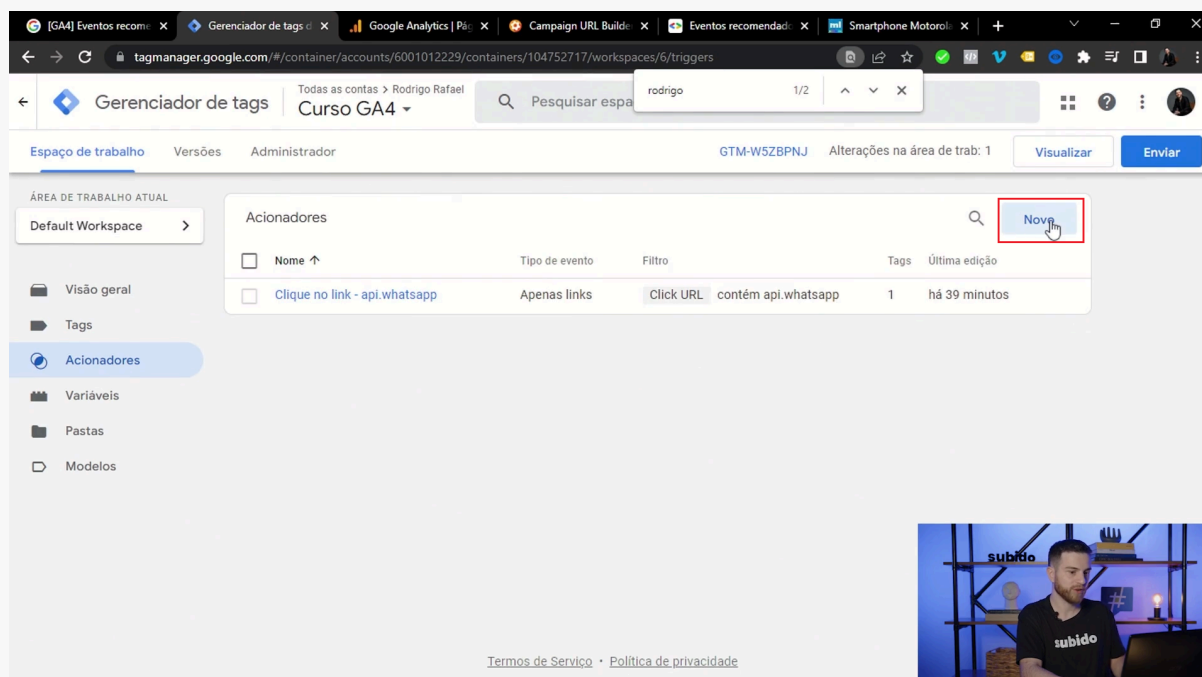 [GA4] Eventos recome
Gerenciador de tags d
Google Analytics | Pág
Campaign URL Builde
Eventos recomendado
Smartphone Motorola
tagmanager.google.com/#/container/accounts/6001012229/containers/104752717/workspaces/6/triggers
Gerenciador de tags
Todas as contas > Rodrigo Rafael
Curso GA4
Pesquisar espa
rodrigo 1/2
Espaço de trabalho Versões Administrador GTM-W5ZBPNJ Alterações na área de trab: 1 Visualizar Enviar
ÁREA DE TRABALHO ATUAL
Default Workspace
Visão geral
Tags
Acionadores
Variáveis
Pastas
Modelos
Acionadores Novo
Nome Tipo de evento Filtro Tags Última edição
Clique no link - api.whatsapp Apenas links Click URL contém api.whatsapp 1 há 39 minutos
Termos de Serviço • Política de privacidade
subido
#
subido